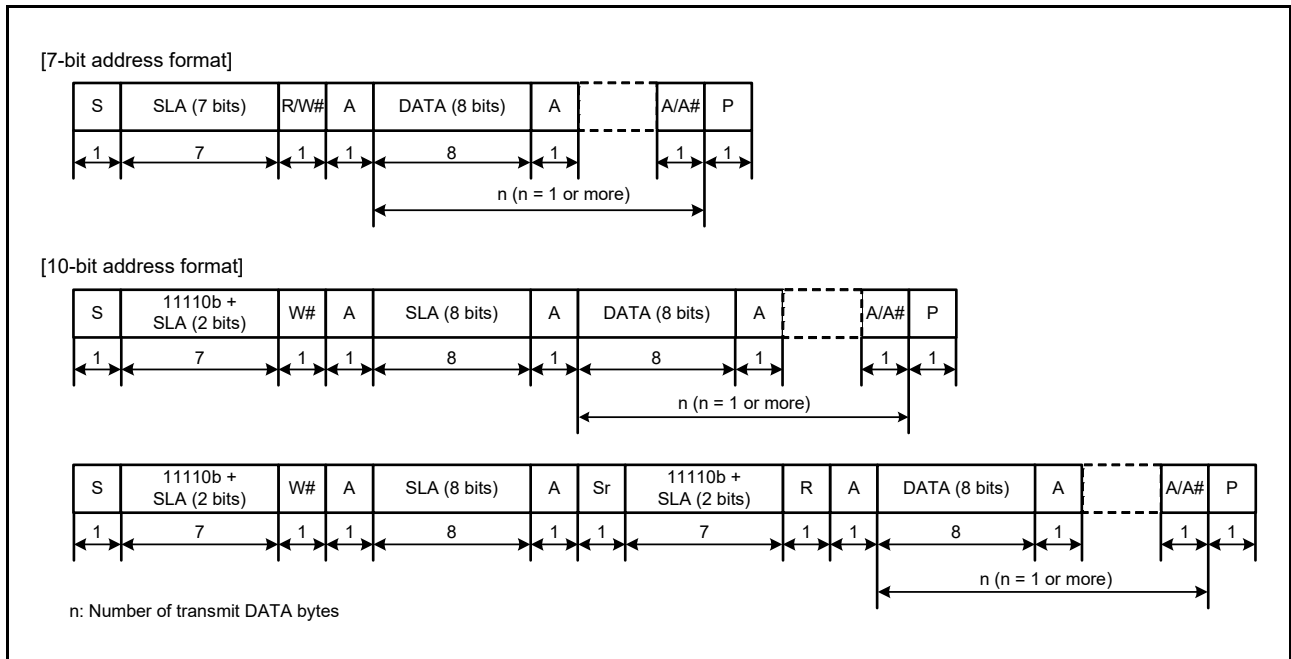 [7-bit address format]
S SLA (7 bits) R/W# A DATA (8 bits) A A/A# P
1 7 1 1 8 1 1 1
n (n = 1 or more)
[10-bit address format]
S 11110b + SLA (2 bits) W# A SLA (8 bits) A DATA (8 bits) A A/A# P
1 7 1 1 8 1 8 1 1 1
n (n = 1 or more)
S 11110b + SLA (2 bits) W# A SLA (8 bits) A Sr 11110b + SLA (2 bits) R A DATA (8 bits) A A/A# P
1 7 1 1 8 1 1 7 1 1 8 1 1 1
n (n = 1 or more)
n: Number of transmit DATA bytes